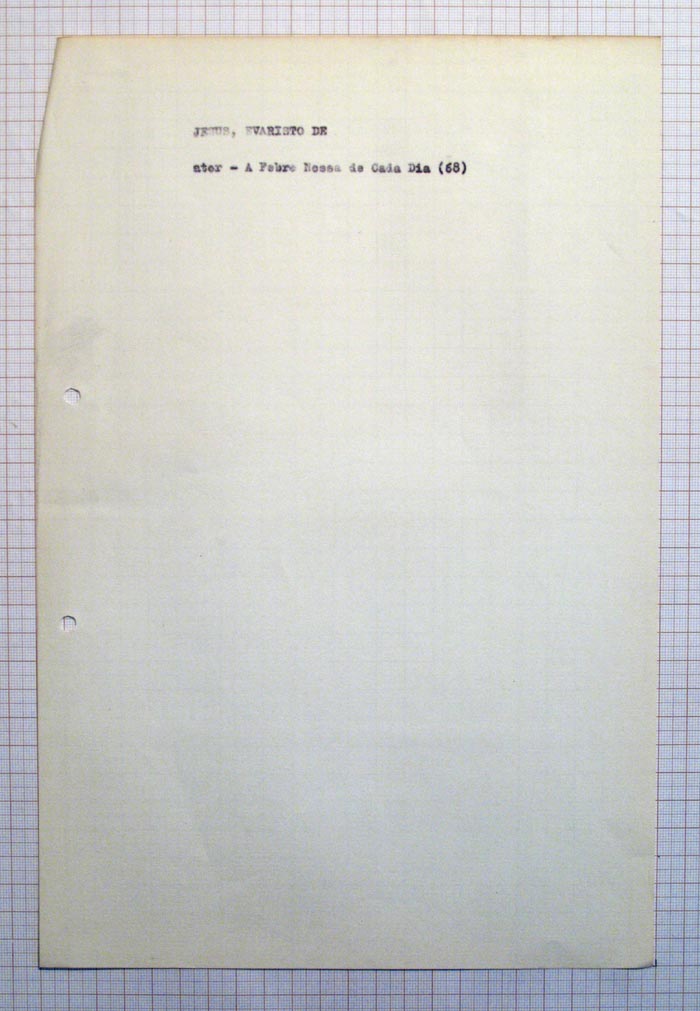 JESUS, EVARISTO DE
ator - A Febre Nossa de Cada Dia (68)